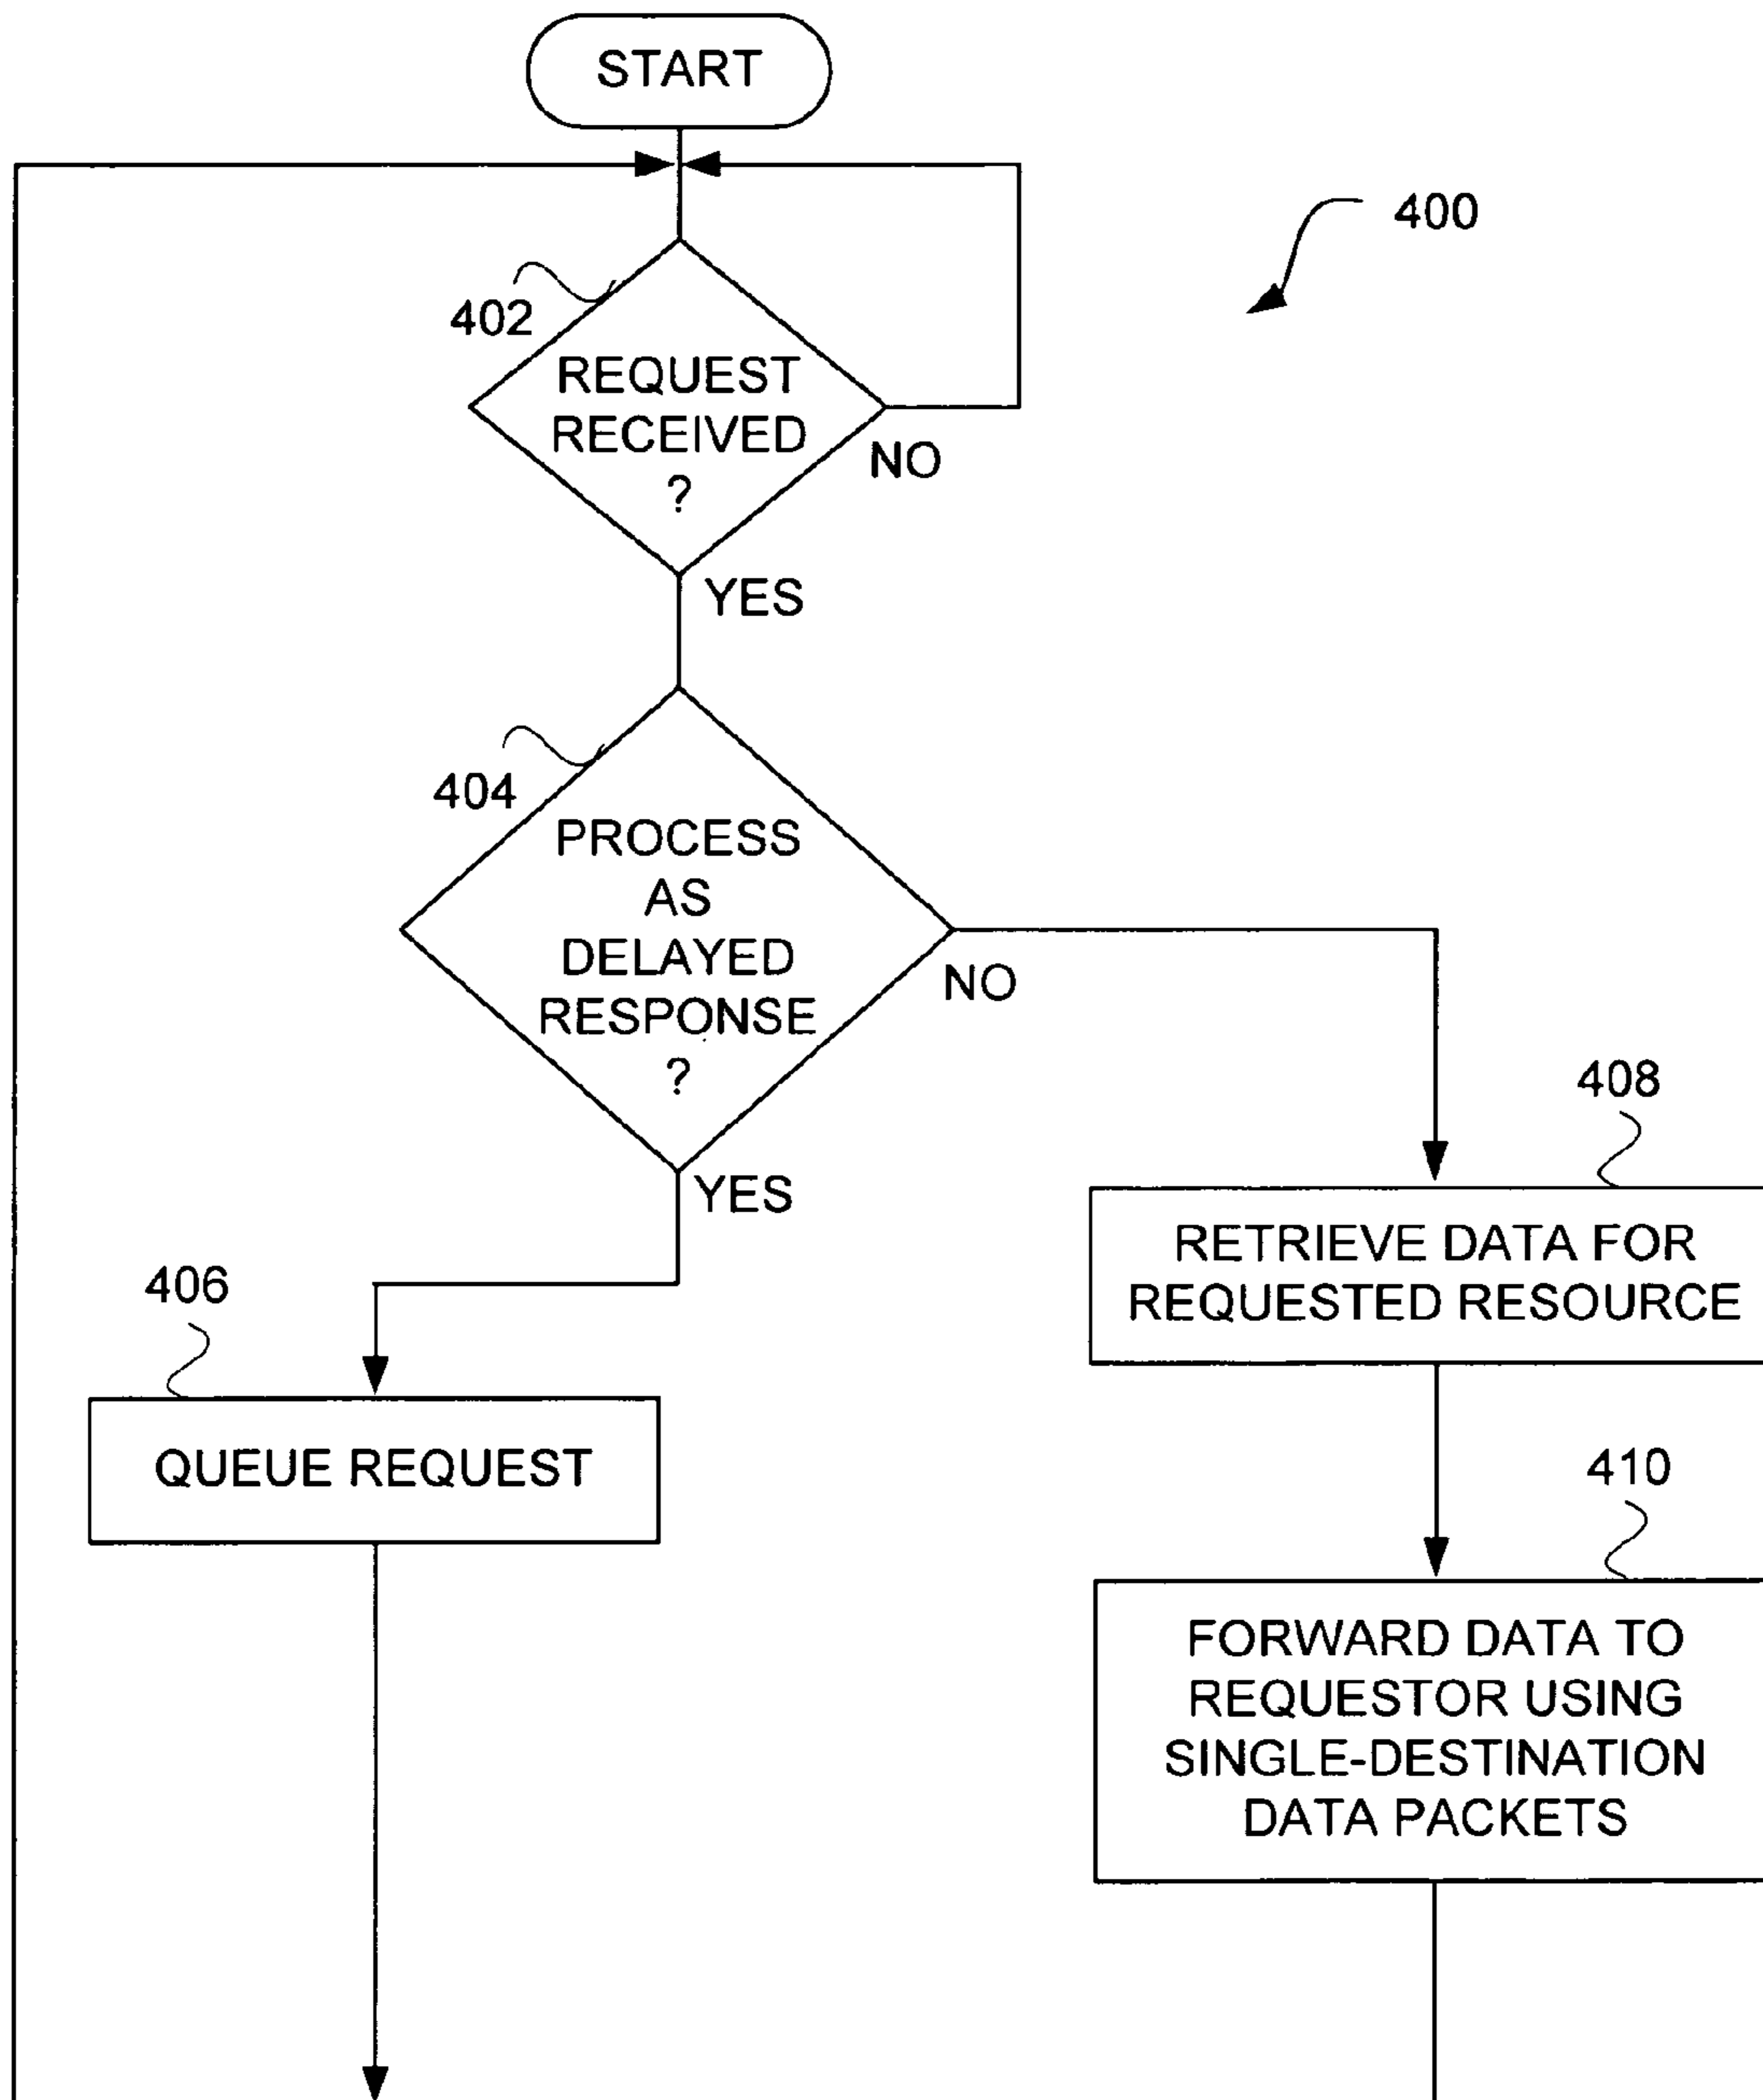 START
400
402
REQUEST
RECEIVED
?
NO
YES
404
PROCESS
AS
DELAYED
RESPONSE
?
NO
YES
408
RETRIEVE DATA FOR
REQUESTED RESOURCE
406
QUEUE REQUEST
410
FORWARD DATA TO
REQUESTOR USING
SINGLE-DESTINATION
DATA PACKETS